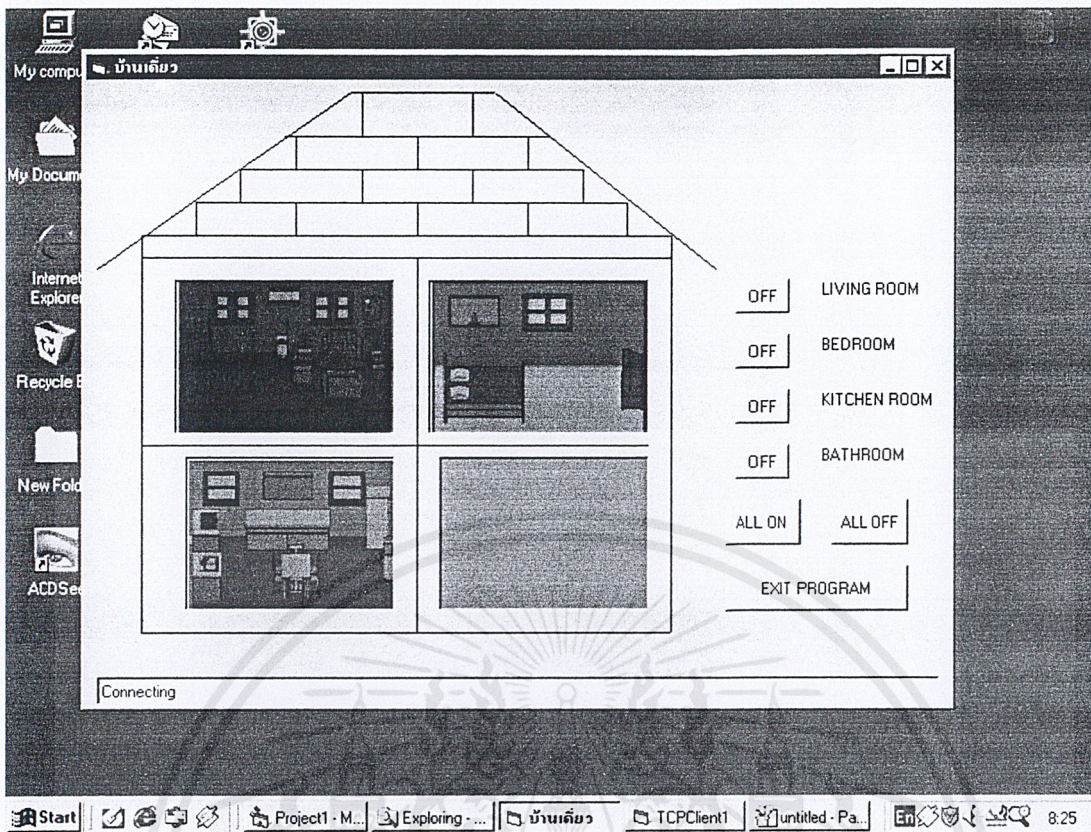 My compu
บ้านเดี่ยว
My Docum
Internet
Explorer
Recycle B
New Fold
ACDSee
OFF LIVING ROOM
OFF BEDROOM
OFF KITCHEN ROOM
OFF BATHROOM
ALL ON ALL OFF
EXIT PROGRAM
Connecting
Start Project1 - M... Exploring - ... บ้านเดี่ยว TCPClient1 untitled - Pa... En 8:25